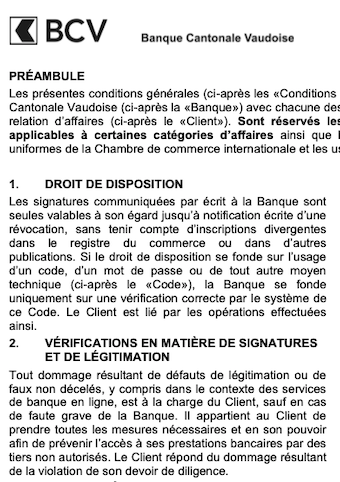 BCV
Banque Cantonale Vaudoise
PRÉAMBULE
Les présentes conditions générales (ci-après les «Conditions
Cantonale Vaudoise (ci-après la «Banque») avec chacune des
relation d'affaires (ci-après le «Client»). Sont réservés les
applicables à certaines catégories d'affaires ainsi que
uniformes de la Chambre de commerce internationale et les us
1. DROIT DE DISPOSITION
Les signatures communiquées par écrit à la Banque sont
seules valables à son égard jusqu'à notification écrite d'une
révocation, sans tenir compte d'inscriptions divergentes
dans le registre du commerce ou dans d'autres
publications. Si le droit de disposition se fonde sur l'usage
d'un code, d'un mot de passe ou de tout autre moyen
technique (ci-après le «Code»), la Banque se fonde
uniquement sur une vérification correcte par le système de
ce Code. Le Client est lié par les opérations effectuées
ainsi.
2. VÉRIFICATIONS EN MATIÈRE DE SIGNATURES
ET DE LÉGITIMATION
Tout dommage résultant de défauts de légitimation ou de
faux non décelés, y compris dans le contexte des services
de banque en ligne, est à la charge du Client, sauf en cas
de faute grave de la Banque. Il appartient au Client de
prendre toutes les mesures nécessaires et en son pouvoir
afin de prévenir l'accès à ses prestations bancaires par des
tiers non autorisés. Le Client répond du dommage résultant
de la violation de son devoir de diligence.